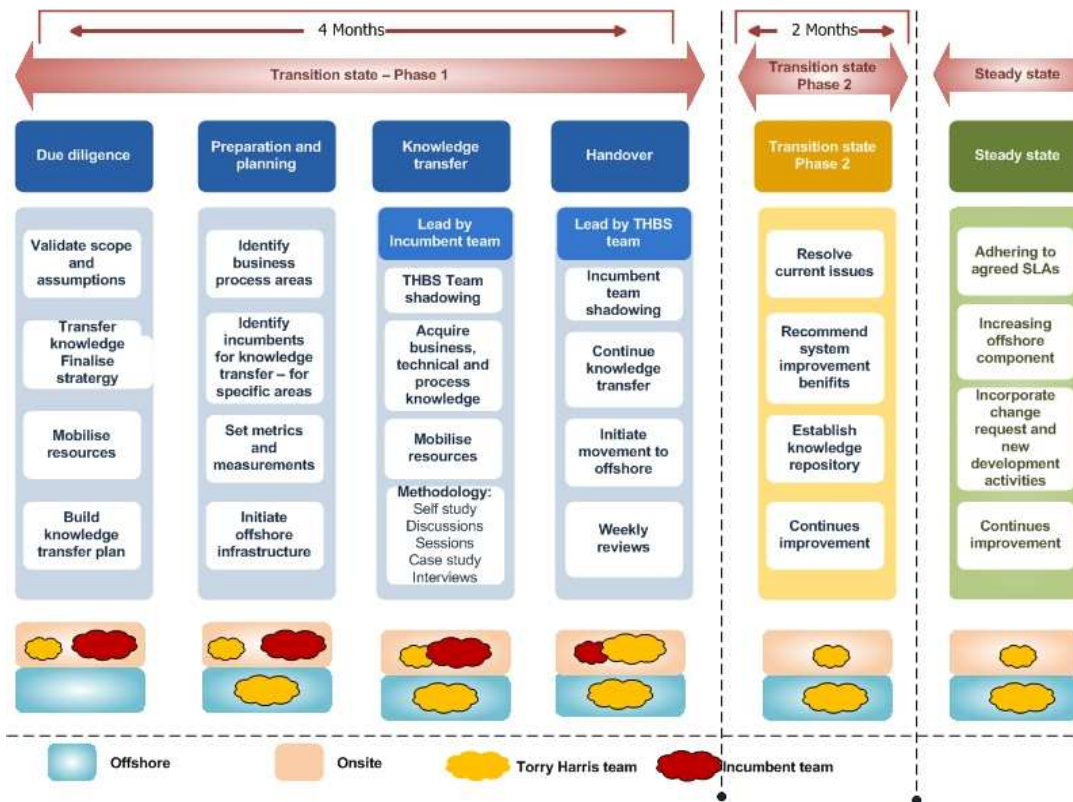 4 Months
2 Months
Transition state – Phase 1
Transition state
Phase 2
Steady state
Due diligence
Preparation and
planning
Knowledge
transfer
Handover
Transition state
Phase 2
Steady state
Validate scope
and
assumptions
Transfer
knowledge
Finalise
stratergy
Mobilise
resources
Build
knowledge
transfer plan
Identify
business
process areas
Identify
incumbents
for knowledge
transfer – for
specific areas
Set metrics
and
measurements
Initiate
offshore
infrastructure
Lead by
Incumbent team
THBS Team
shadowing
Acquire
business,
technical and
process
knowledge
Mobilise
resources
Methodology:
Self study
Discussions
Sessions
Case study
Interviews
Lead by THBS
team
Incumbent
team
shadowing
Continue
knowledge
transfer
Initiate
movement to
offshore
Weekly
reviews
Resolve
current issues
Recommend
system
improvement
benifits
Establish
knowledge
repository
Continues
improvement
Adhering to
agreed SLAs
Increasing
offshore
component
Incorporate
change
request and
new
development
activities
Continues
improvement
Offshore
Onsite
Torry Harris team
Incumbent team